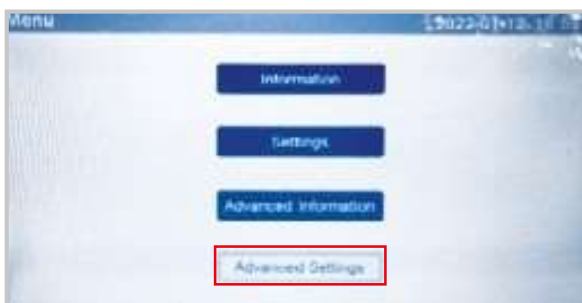 Menu
Information
Settings
Advanced Information
Advanced Settings